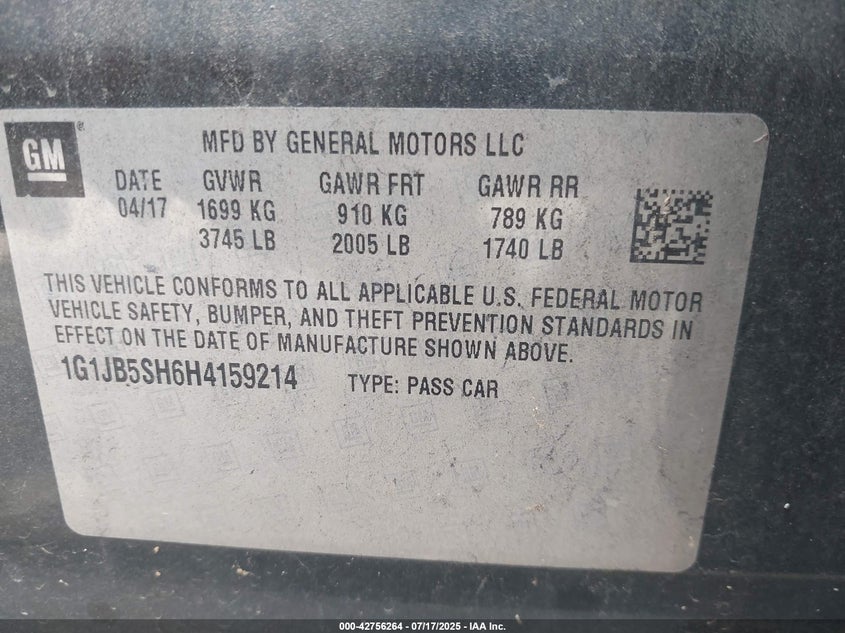 GM
®
MFD BY GENERAL MOTORS LLC
DATE GVWR GAWR FRT GAWR RR
04/17 1699 KG 910 KG 789 KG
3745 LB 2005 LB 1740 LB
THIS VEHICLE CONFORMS TO ALL APPLICABLE U.S. FEDERAL MOTOR
VEHICLE SAFETY, BUMPER, AND THEFT PREVENTION STANDARDS IN
EFFECT ON THE DATE OF MANUFACTURE SHOWN ABOVE.
1G1JB5SH6H4159214 TYPE: PASS CAR
000-42756264 / 07/17/2025 - IAA Inc.